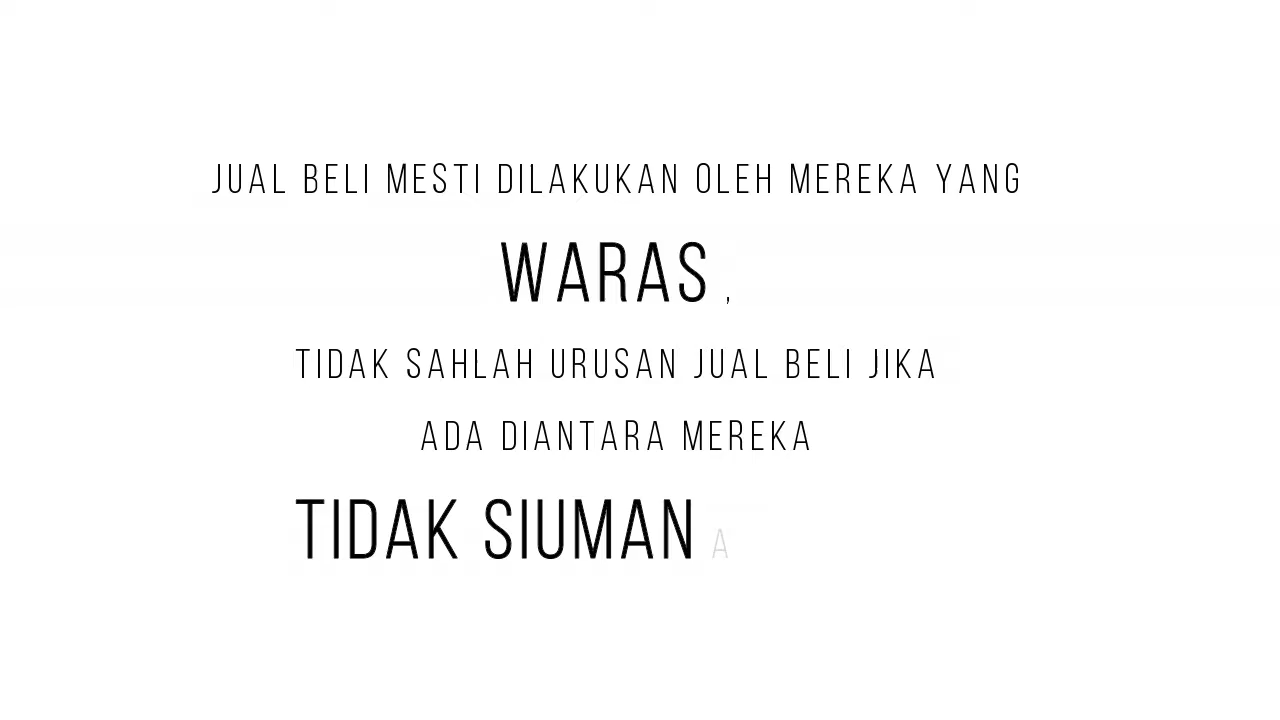 JUAL BELI MESTI DILAKUKAN OLEH MEREKA YANG
WARAS ,
TIDAK SAHLAH URUSAN JUAL BELI JIKA
ADA DIANTARA MEREKA
TIDAK SIUMAN A